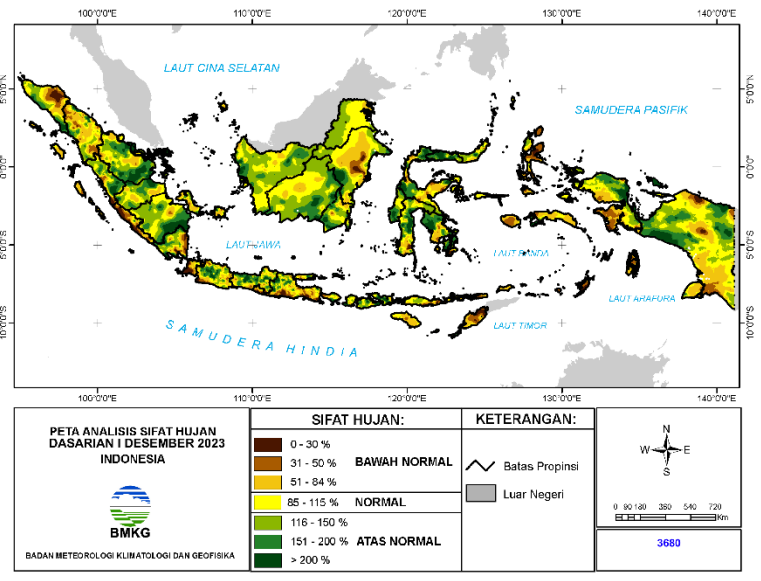 100°0'0"E 110°0'0"E 120°0'0"E 130°0'0"E 140°0'0"E
LAUT CINA SELATAN
SAMUDERA PASIFIK
5°0'0"N 5°0'0"N
0°0'0" 0°0'0"
5°0'0"S 5°0'0"S
10°0'0"S 10°0'0"S
LAUT JAWA
LAUT BANDA
LAUT ARAFURA
LAUT TIMOR
SAMUDERA HINDIA
100°0'0"E 110°0'0"E 120°0'0"E 130°0'0"E 140°0'0"E
PETA ANALISIS SIFAT HUJAN
DASARIAN I DESEMBER 2023
INDONESIA
BMKG
BADAN METEOROLOGI KLIMATOLOGI DAN GEOFISIKA
SIFAT HUJAN:
0 - 30 %
31 - 50 % BAWAH NORMAL
51 - 84 %
85 - 115 % NORMAL
116 - 150 %
151 - 200 % ATAS NORMAL
> 200 %
KETERANGAN:
Batas Propinsi
Luar Negeri
N
W E
S
0 90 180 360 540 720
Km
3680